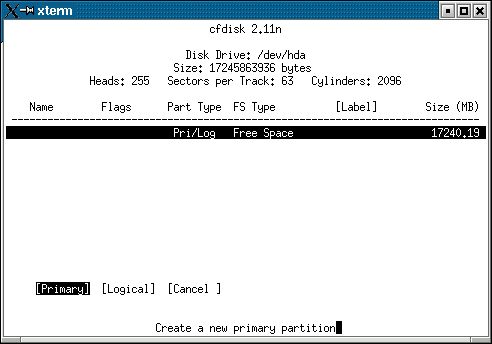 xterm
cfdisk 2.11n
Disk Drive: /dev/hda
Size: 17245863936 bytes
Heads: 255 Sectors per Track: 63 Cylinders: 2096
Name Flags Part Type FS Type [Label] Size (MB)
Pri/Log Free Space 17240.19
[Primary] [Logical] [Cancel ]
Create a new primary partition